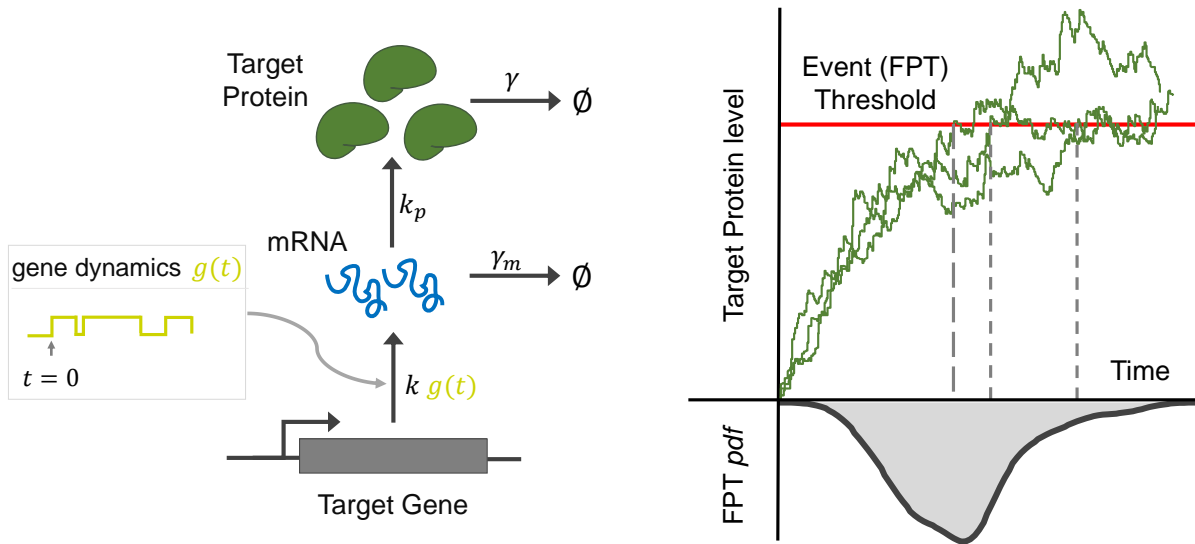 Target
Protein
γ
∅
k_p
mRNA
γ_m
∅
gene dynamics g(t)
t = 0
k g(t)
Target Gene
Event (FPT)
Threshold
Target Protein level
Time
FPT pdf